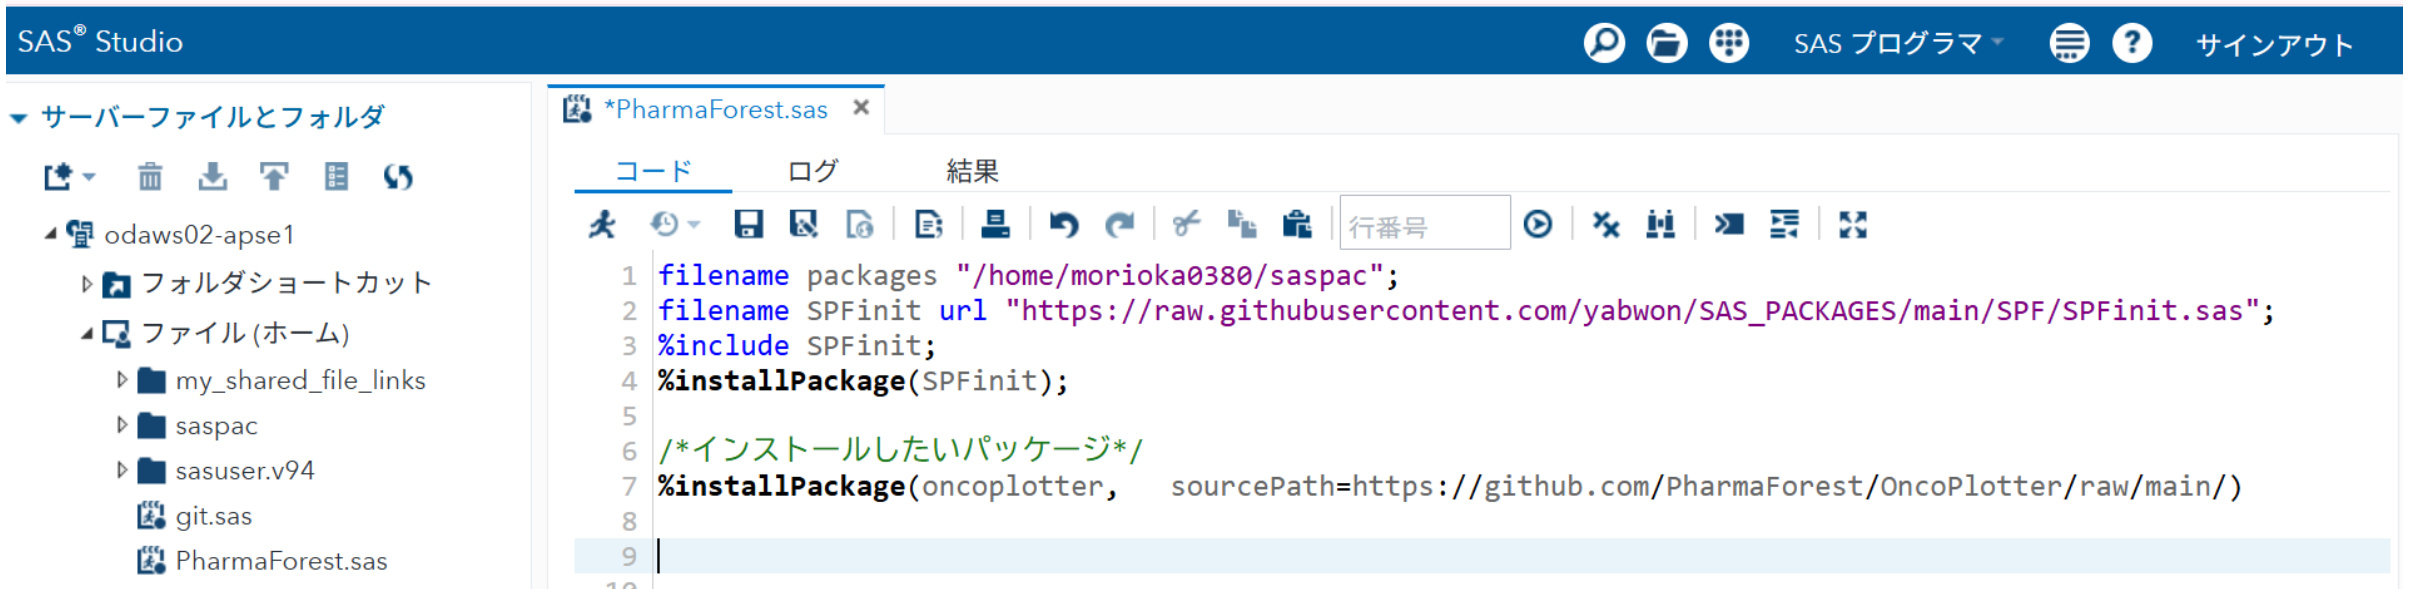 SAS® Studio
SAS プログラマ
サインアウト
サーバーファイルとフォルダ
odaws02-apse1
フォルダショートカット
ファイル (ホーム)
my_shared_file_links
saspac
sasuser.v94
git.sas
PharmaForest.sas
*PharmaForest.sas
コード ログ 結果
行番号
1 filename packages "/home/morioka0380/saspac";
2 filename SPFinit url "https://raw.githubusercontent.com/yabwon/SAS_PACKAGES/main/SPF/SPFinit.sas";
3 %include SPFinit;
4 %installPackage(SPFinit);
5
6 /*インストールしたいパッケージ*/
7 %installPackage(oncoplotter,   sourcePath=https://github.com/PharmaForest/OncoPlotter/raw/main/)
8
9
10